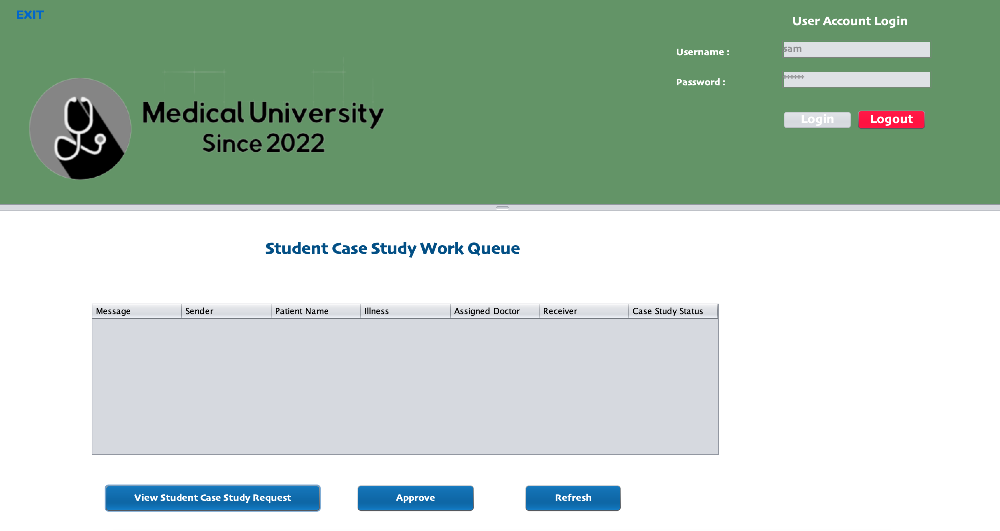 EXIT
User Account Login
Username :
sam
Password :
******
Login
Logout
Medical University
Since 2022
Student Case Study Work Queue
Message Sender Patient Name Illness Assigned Doctor Receiver Case Study Status
View Student Case Study Request
Approve
Refresh